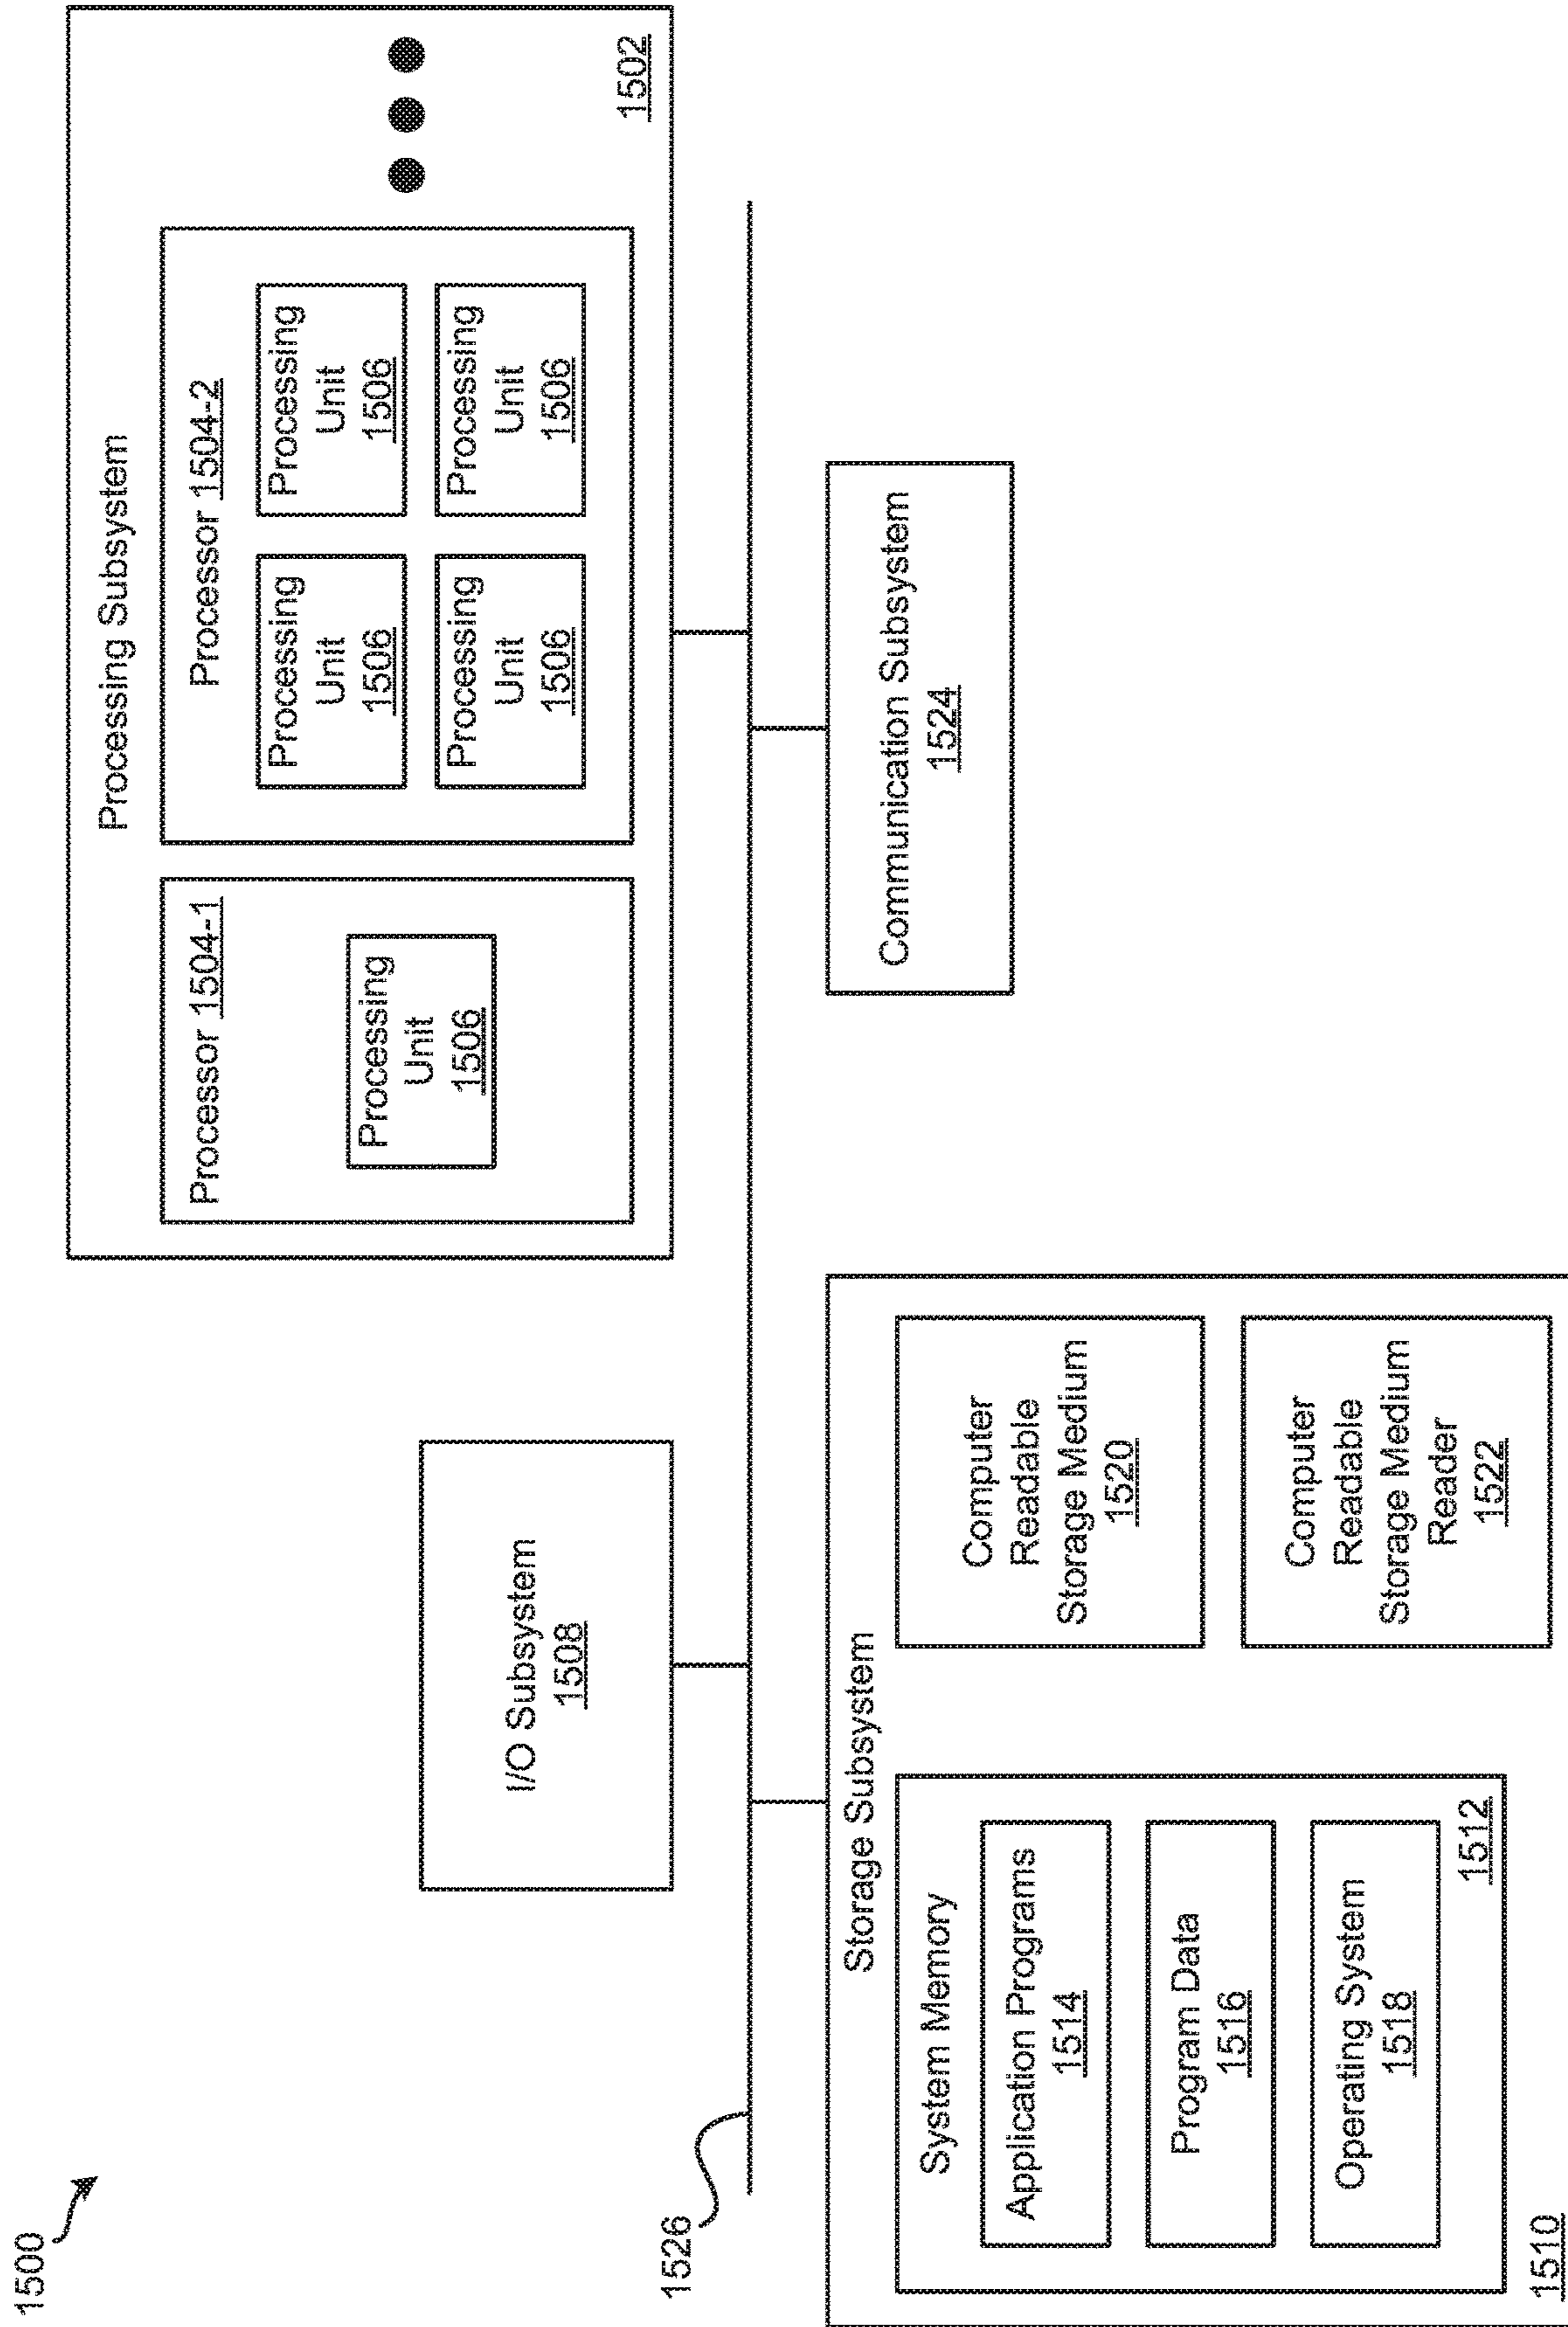 1500
I/O Subsystem
1508
Processing Subsystem
Processor 1504-1
Processing
Unit
1506
Processor 1504-2
Processing
Unit
1506
Processing
Unit
1506
Processing
Unit
1506
Processing
Unit
1506
1502
1526
Storage Subsystem
System Memory
Application Programs
1514
Program Data
1516
Operating System
1518
1512
Computer
Readable
Storage Medium
1520
Computer
Readable
Storage Medium
Reader
1522
1510
Communication Subsystem
1524